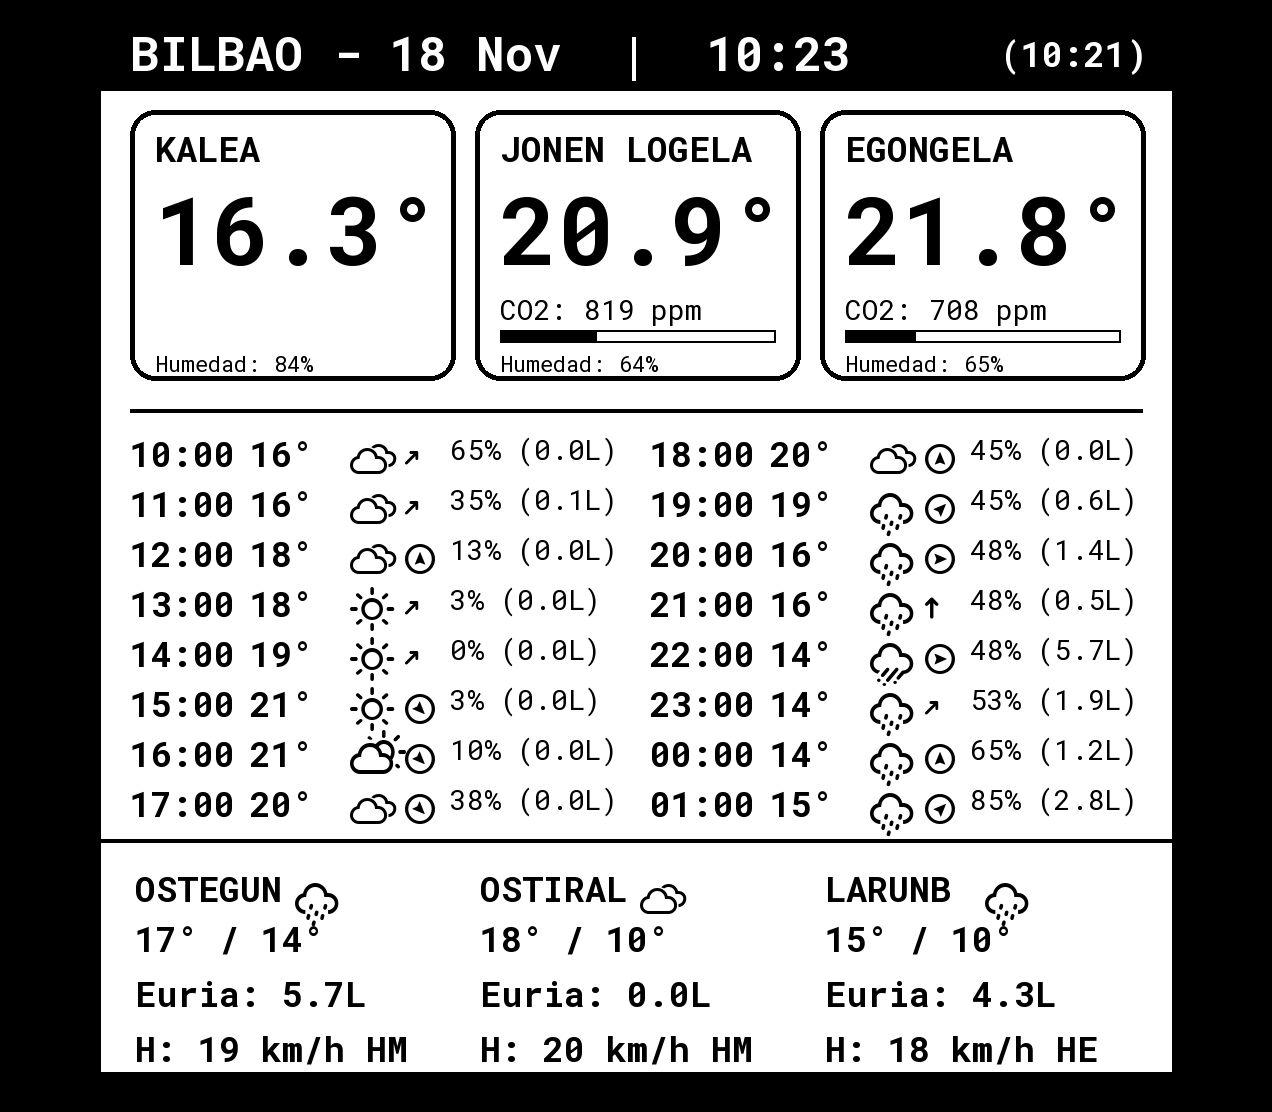 BILBAO - 18 Nov | 10:23 (10:21)
KALEA
16.3°
Humedad: 84%
JONEN LOGELA
20.9°
CO2: 819 ppm
Humedad: 64%
EGONGELA
21.8°
CO2: 708 ppm
Humedad: 65%
10:00 16° 65% (0.0L)
11:00 16° 35% (0.1L)
12:00 18° 13% (0.0L)
13:00 18° 3% (0.0L)
14:00 19° 0% (0.0L)
15:00 21° 3% (0.0L)
16:00 21° 10% (0.0L)
17:00 20° 38% (0.0L)
18:00 20° 45% (0.0L)
19:00 19° 45% (0.6L)
20:00 16° 48% (1.4L)
21:00 16° 48% (0.5L)
22:00 14° 48% (5.7L)
23:00 14° 53% (1.9L)
00:00 14° 65% (1.2L)
01:00 15° 85% (2.8L)
OSTEGUN
17° / 14°
Euria: 5.7L
H: 19 km/h HM
OSTIRAL
18° / 10°
Euria: 0.0L
H: 20 km/h HM
LARUNB
15° / 10°
Euria: 4.3L
H: 18 km/h HE